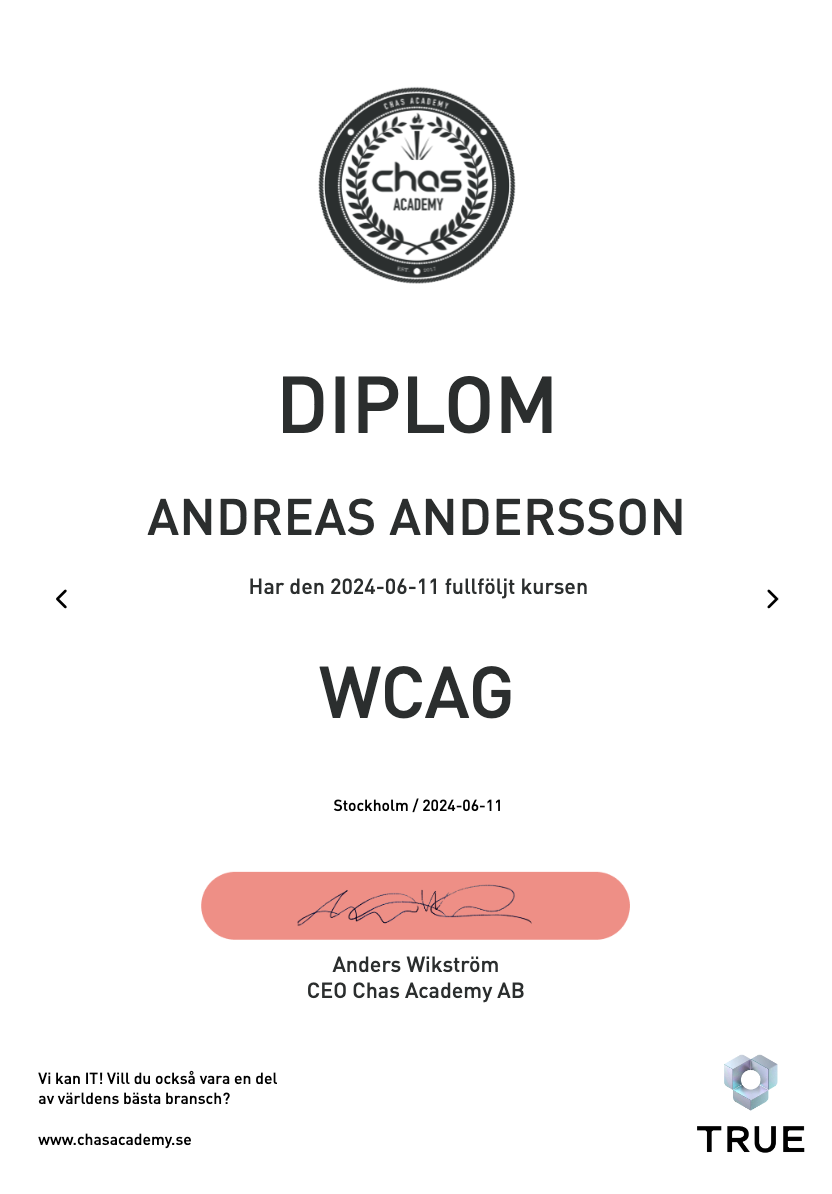 CHAS ACADEMY
chas
ACADEMY
EST. 2017
DIPLOM
ANDREAS ANDERSSON
Har den 2024-06-11 fullföljt kursen
WCAG
Stockholm / 2024-06-11
Anders Wikström
CEO Chas Academy AB
Vi kan IT! Vill du också vara en del
av världens bästa bransch?
www.chasacademy.se
TRUE